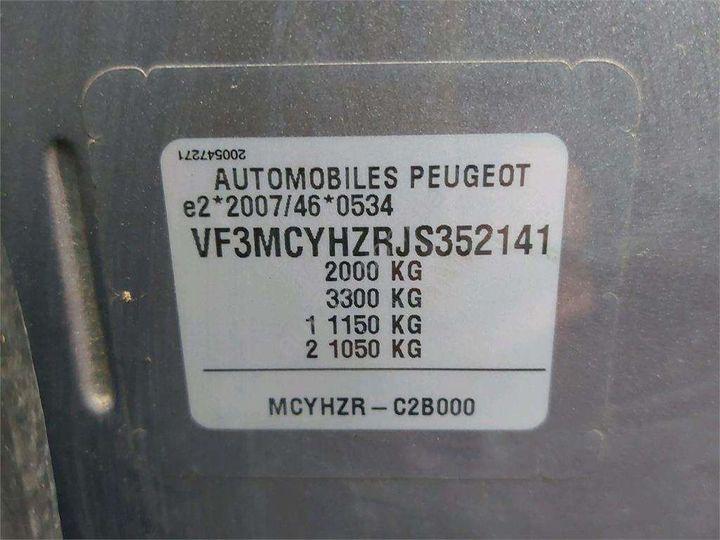 200547271
AUTOMOBILES PEUGEOT
e2*2007/46*0534
VF3MCYHZRJS352141
2000 KG
3300 KG
1 1150 KG
2 1050 KG
MCYHZR-C2B000